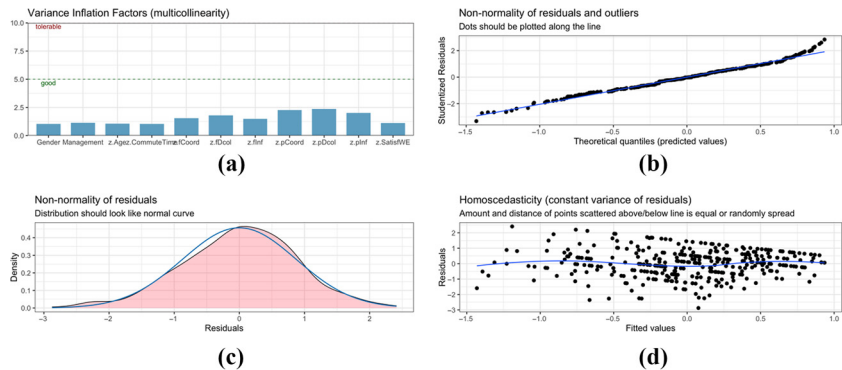 Variance Inflation Factors (multicollinearity)
10.0
tolerable
7.5
5.0
good
2.5
0.0
Gender Management z.Agez.CommuteTimz.fCoord z.fDcol z.fInf z.pCoord z.pDcol z.pInf z.SatisfWE
(a)
Non-normality of residuals and outliers
Dots should be plotted along the line
Studentized Residuals
2
0
−2
−1.5 −1.0 −0.5 0.0 0.5 1.0
Theoretical quantiles (predicted values)
(b)
Non-normality of residuals
Distribution should look like normal curve
Density
0.4
0.3
0.2
0.1
0.0
−3 −2 −1 0 1 2
Residuals
(c)
Homoscedasticity (constant variance of residuals)
Amount and distance of points scattered above/below line is equal or randomly spread
Residuals
2
1
0
−1
−2
−3
−1.5 −1.0 −0.5 0.0 0.5 1.0
Fitted values
(d)